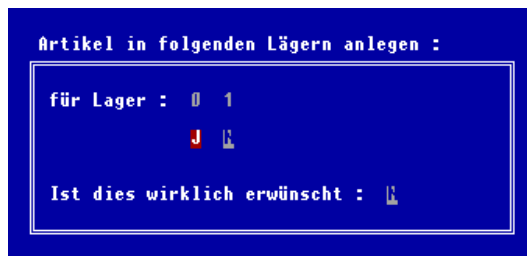 Artikel in folgenden Lägern anlegen :
für Lager : 0 1
J N
Ist dies wirklich erwünscht : N